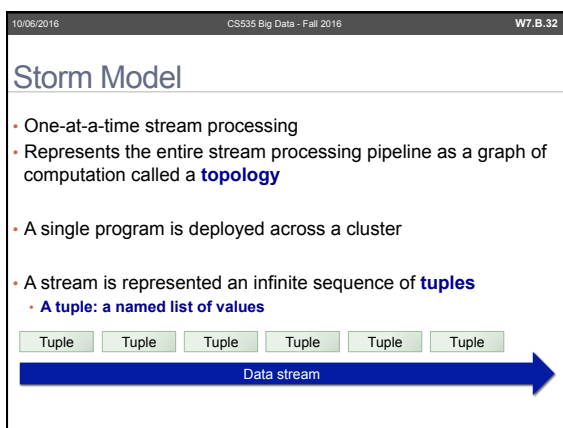 10/06/2016 CS535 Big Data - Fall 2016 W7.B.32
Storm Model
• One-at-a-time stream processing
• Represents the entire stream processing pipeline as a graph of
computation called a topology
• A single program is deployed across a cluster
• A stream is represented an infinite sequence of tuples
• A tuple: a named list of values
Tuple Tuple Tuple Tuple Tuple Tuple
Data stream